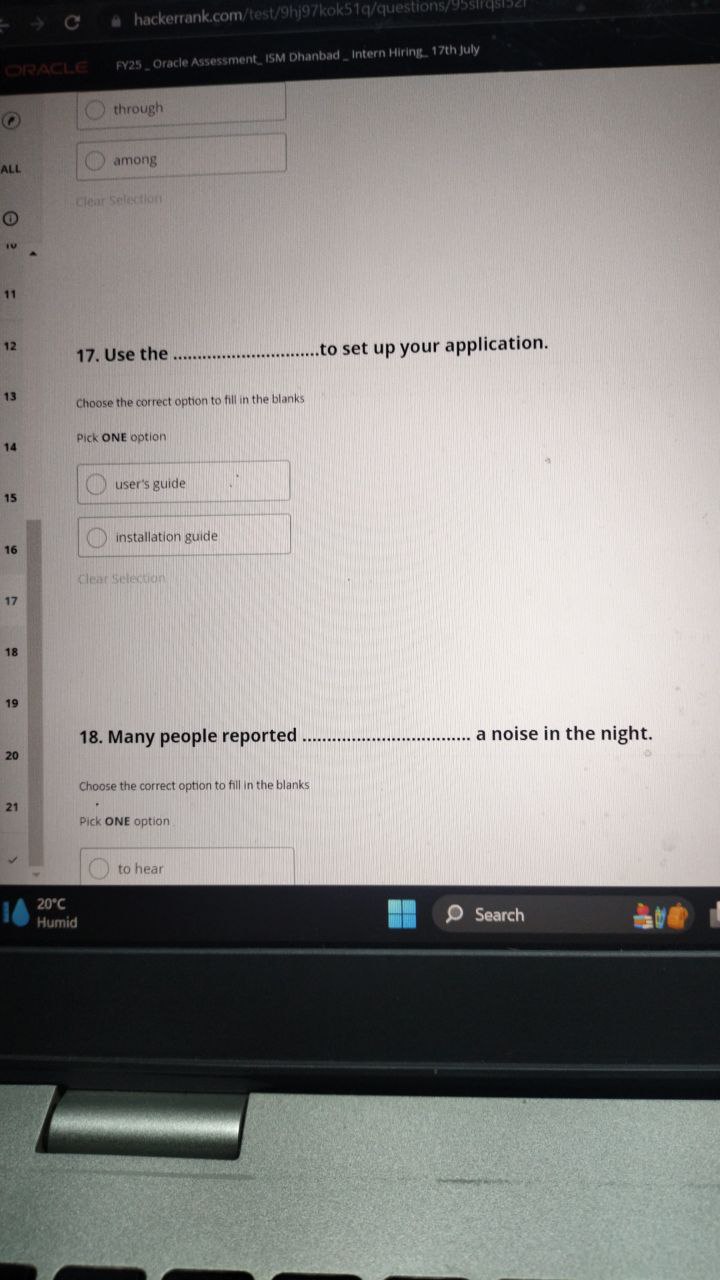 hackerrank.com/test/9hj97kok51q/questions/
ORACLE
FY25 _ Oracle Assessment_ ISM Dhanbad _ Intern Hiring_ 17th July
through
ALL
among
Clear Selection
11
12
17. Use the ..............................to set up your application.
13
Choose the correct option to fill in the blanks
14
Pick ONE option
15
user's guide
16
installation guide
Clear Selection
17
18
19
18. Many people reported .................................. a noise in the night.
20
Choose the correct option to fill in the blanks
21
Pick ONE option
to hear
20°C
Humid
Search